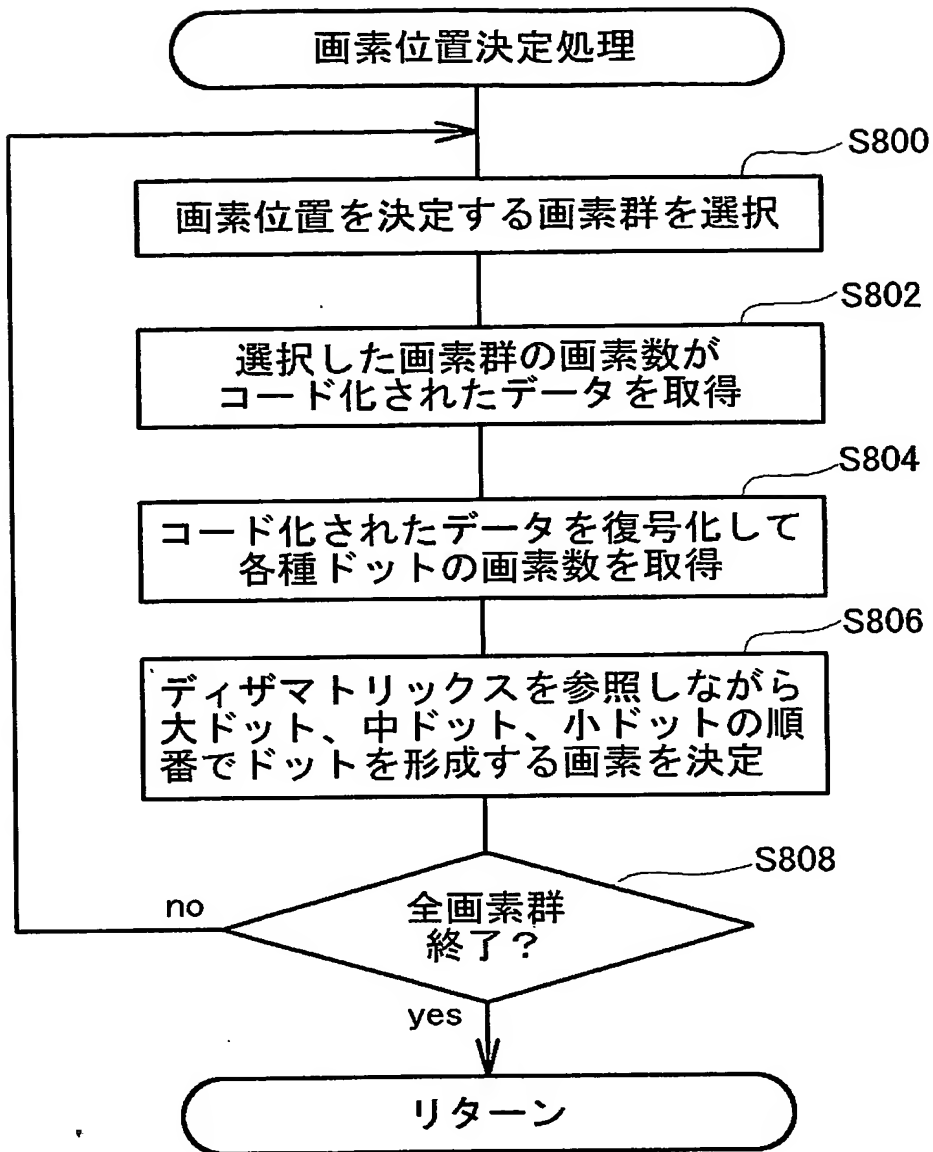 画素位置決定処理
S800
画素位置を決定する画素群を選択
S802
選択した画素群の画素数が
コード化されたデータを取得
S804
コード化されたデータを復号化して
各種ドットの画素数を取得
S806
ディザマトリックスを参照しながら
大ドット、中ドット、小ドットの順
番でドットを形成する画素を決定
S808
no
全画素群
終了？
yes
リターン